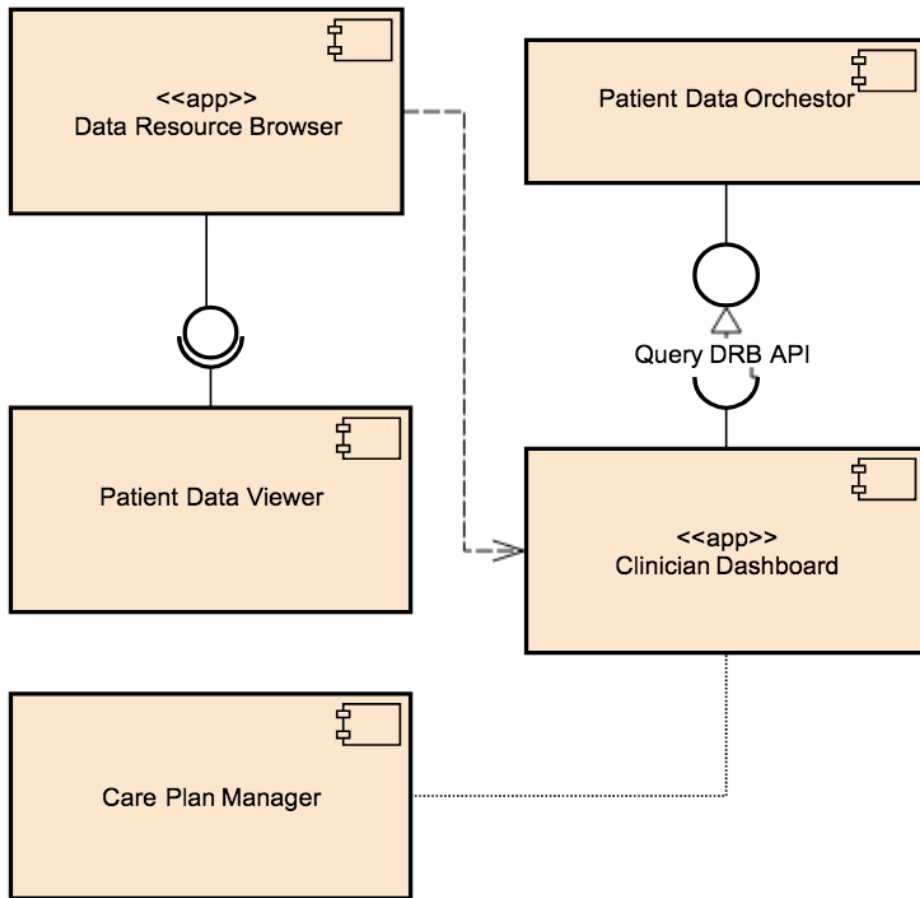 <<app>>
Data Resource Browser
Patient Data Orchestor
Query DRB API
Patient Data Viewer
<<app>>
Clinician Dashboard
Care Plan Manager